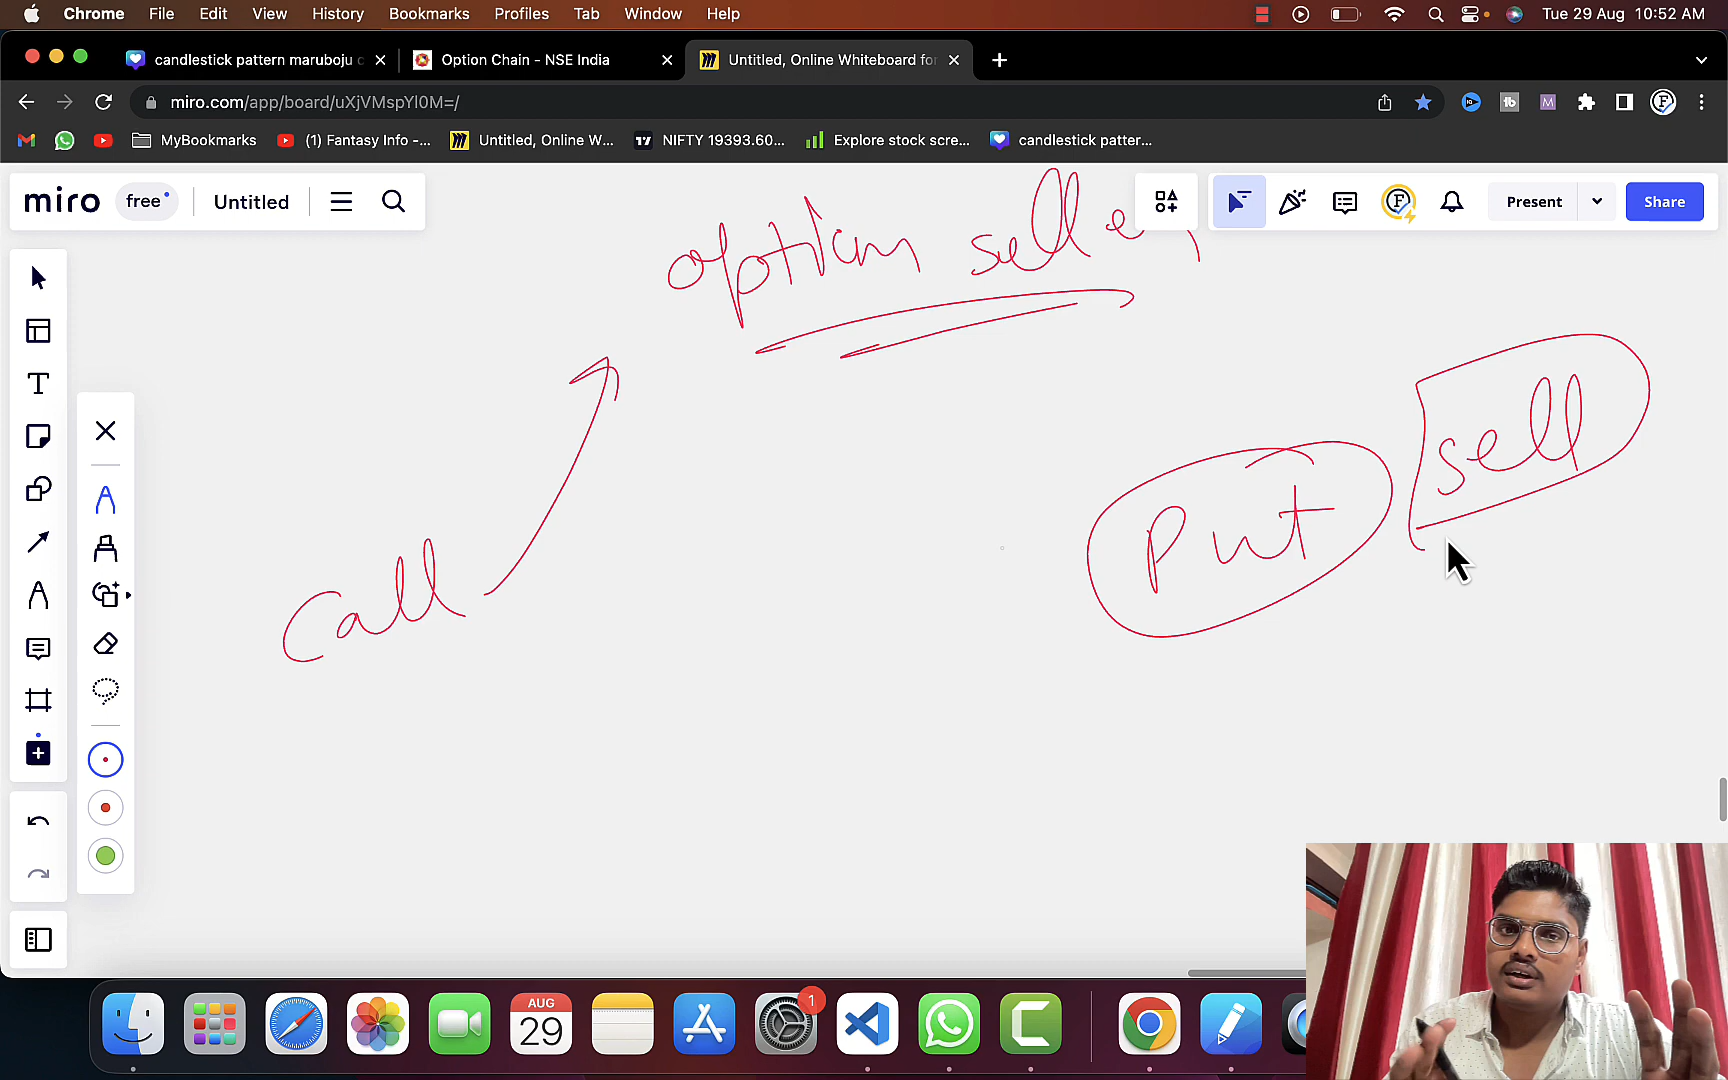 Chrome File Edit View History Bookmarks Profiles Tab Window Help Tue 29 Aug 10:52 AM
candlestick pattern maruboju c Option Chain - NSE India Untitled, Online Whiteboard fo
miro.com/app/board/uXjVMspYl0M=/
MyBookmarks (1) Fantasy Info -... Untitled, Online W... NIFTY 19393.60... Explore stock scre... candlestick patter...
miro free Untitled Present Share
option seller
sell
Put
call
AUG
29
1